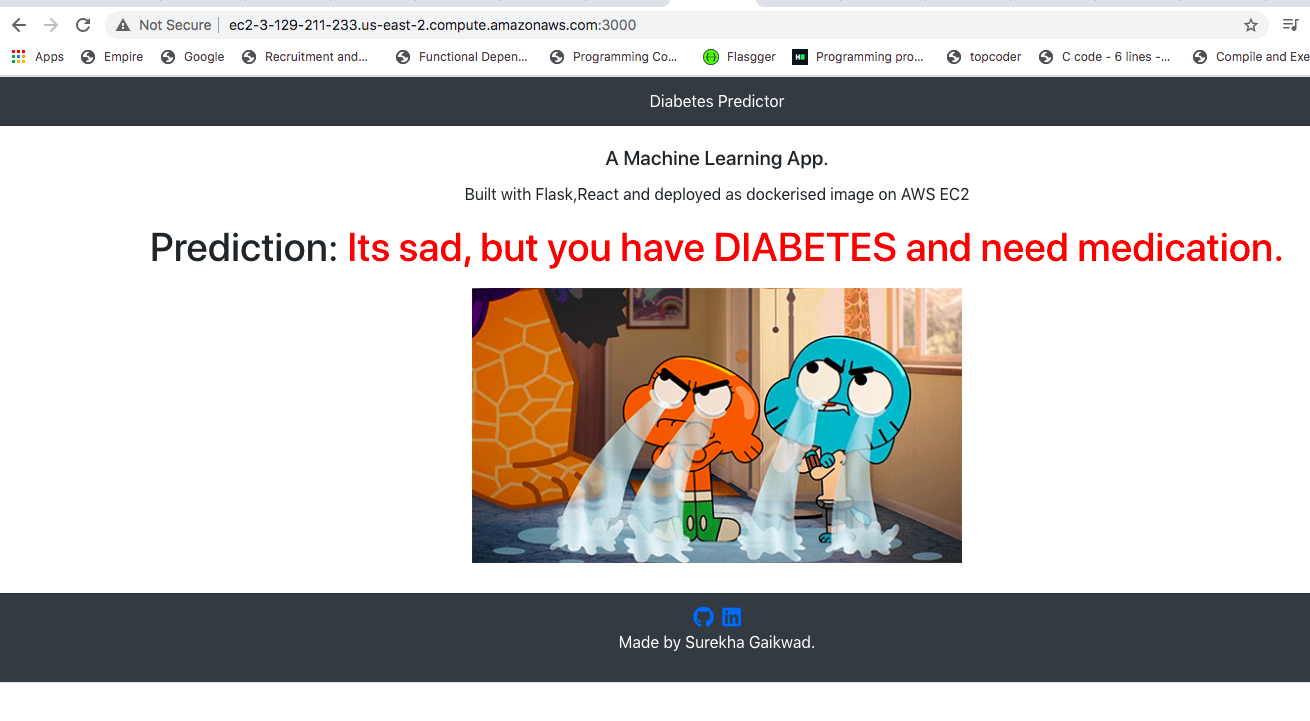 Not Secure | ec2-3-129-211-233.us-east-2.compute.amazonaws.com:3000
Apps Empire Google Recruitment and... Functional Depen... Programming Co... Flasgger Programming pro... topcoder C code - 6 lines -... Compile and Exe
Diabetes Predictor
A Machine Learning App.
Built with Flask,React and deployed as dockerised image on AWS EC2
Prediction: Its sad, but you have DIABETES and need medication.
Made by Surekha Gaikwad.